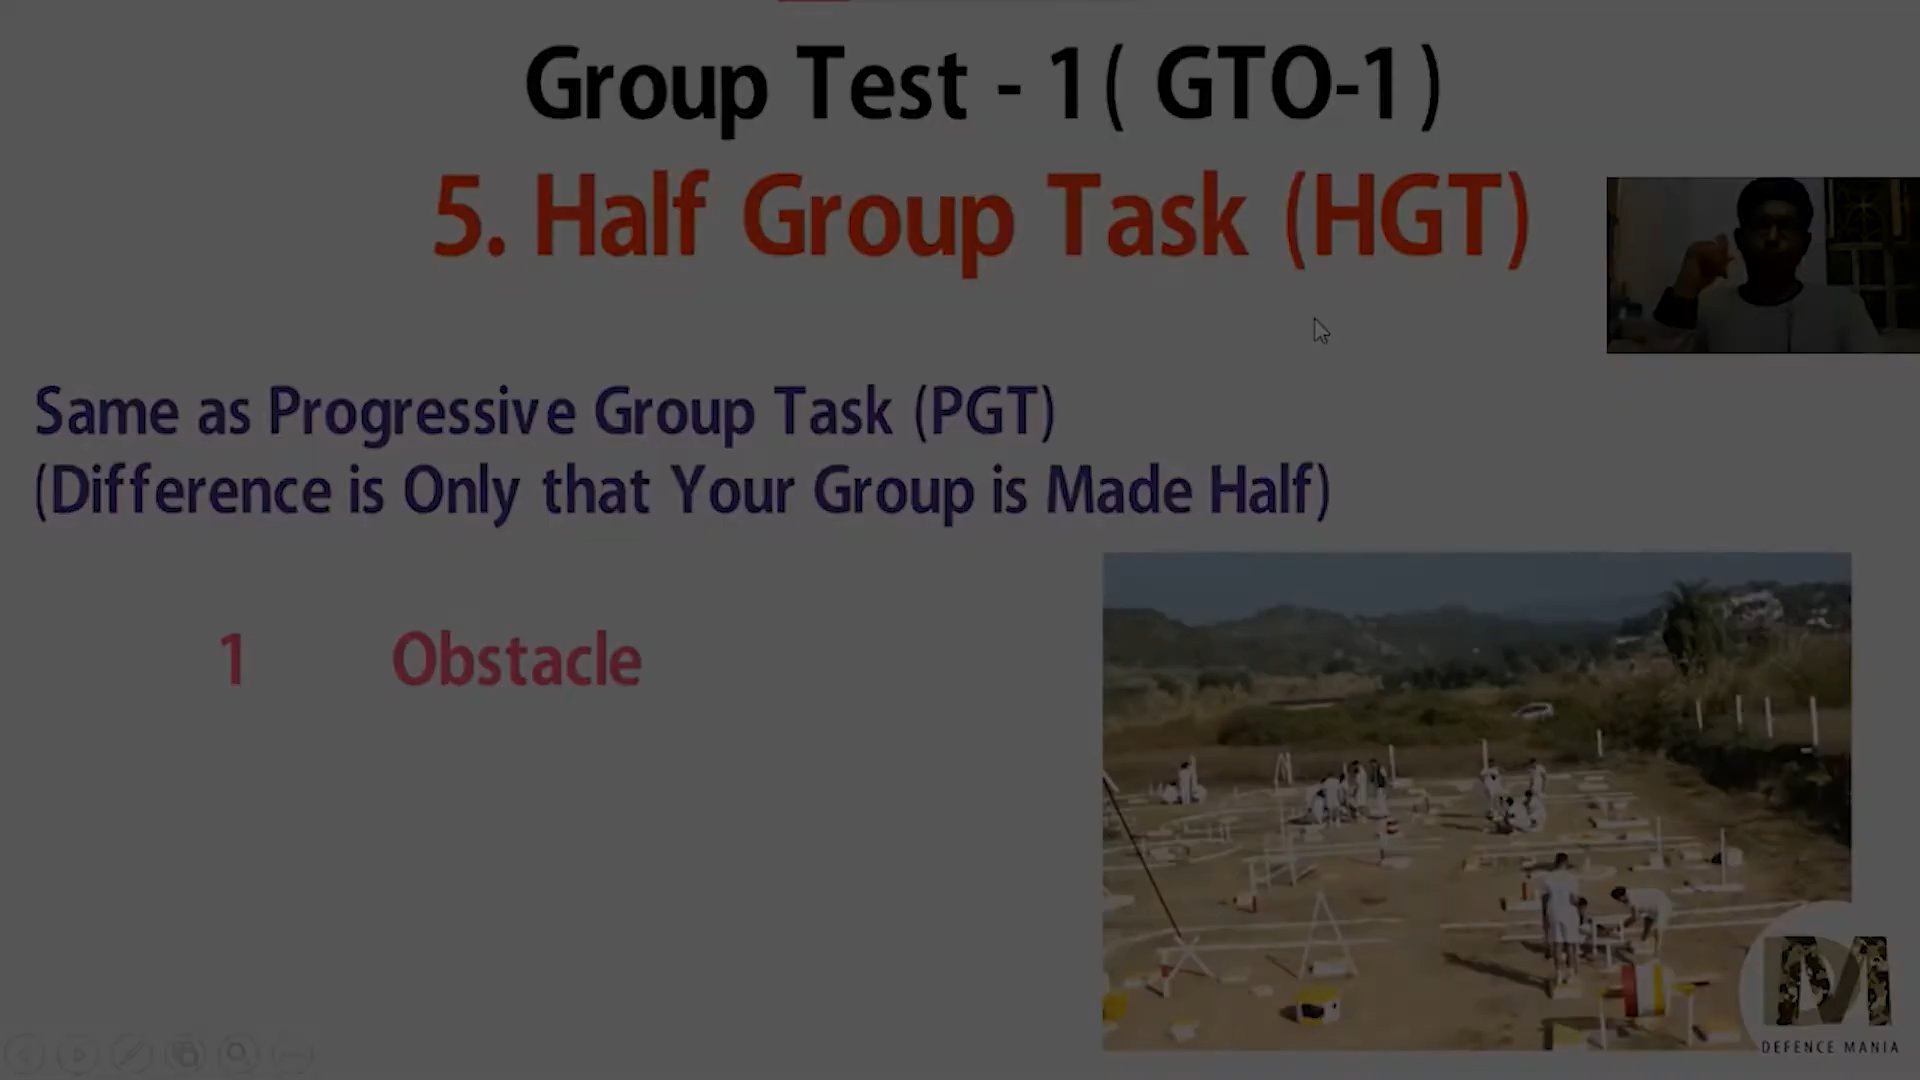 Group Test - 1( GTO-1)
5. Half Group Task (HGT)
Same as Progressive Group Task (PGT)
(Difference is Only that Your Group is Made Half)
1 Obstacle
DM
DEFENCE MANIA